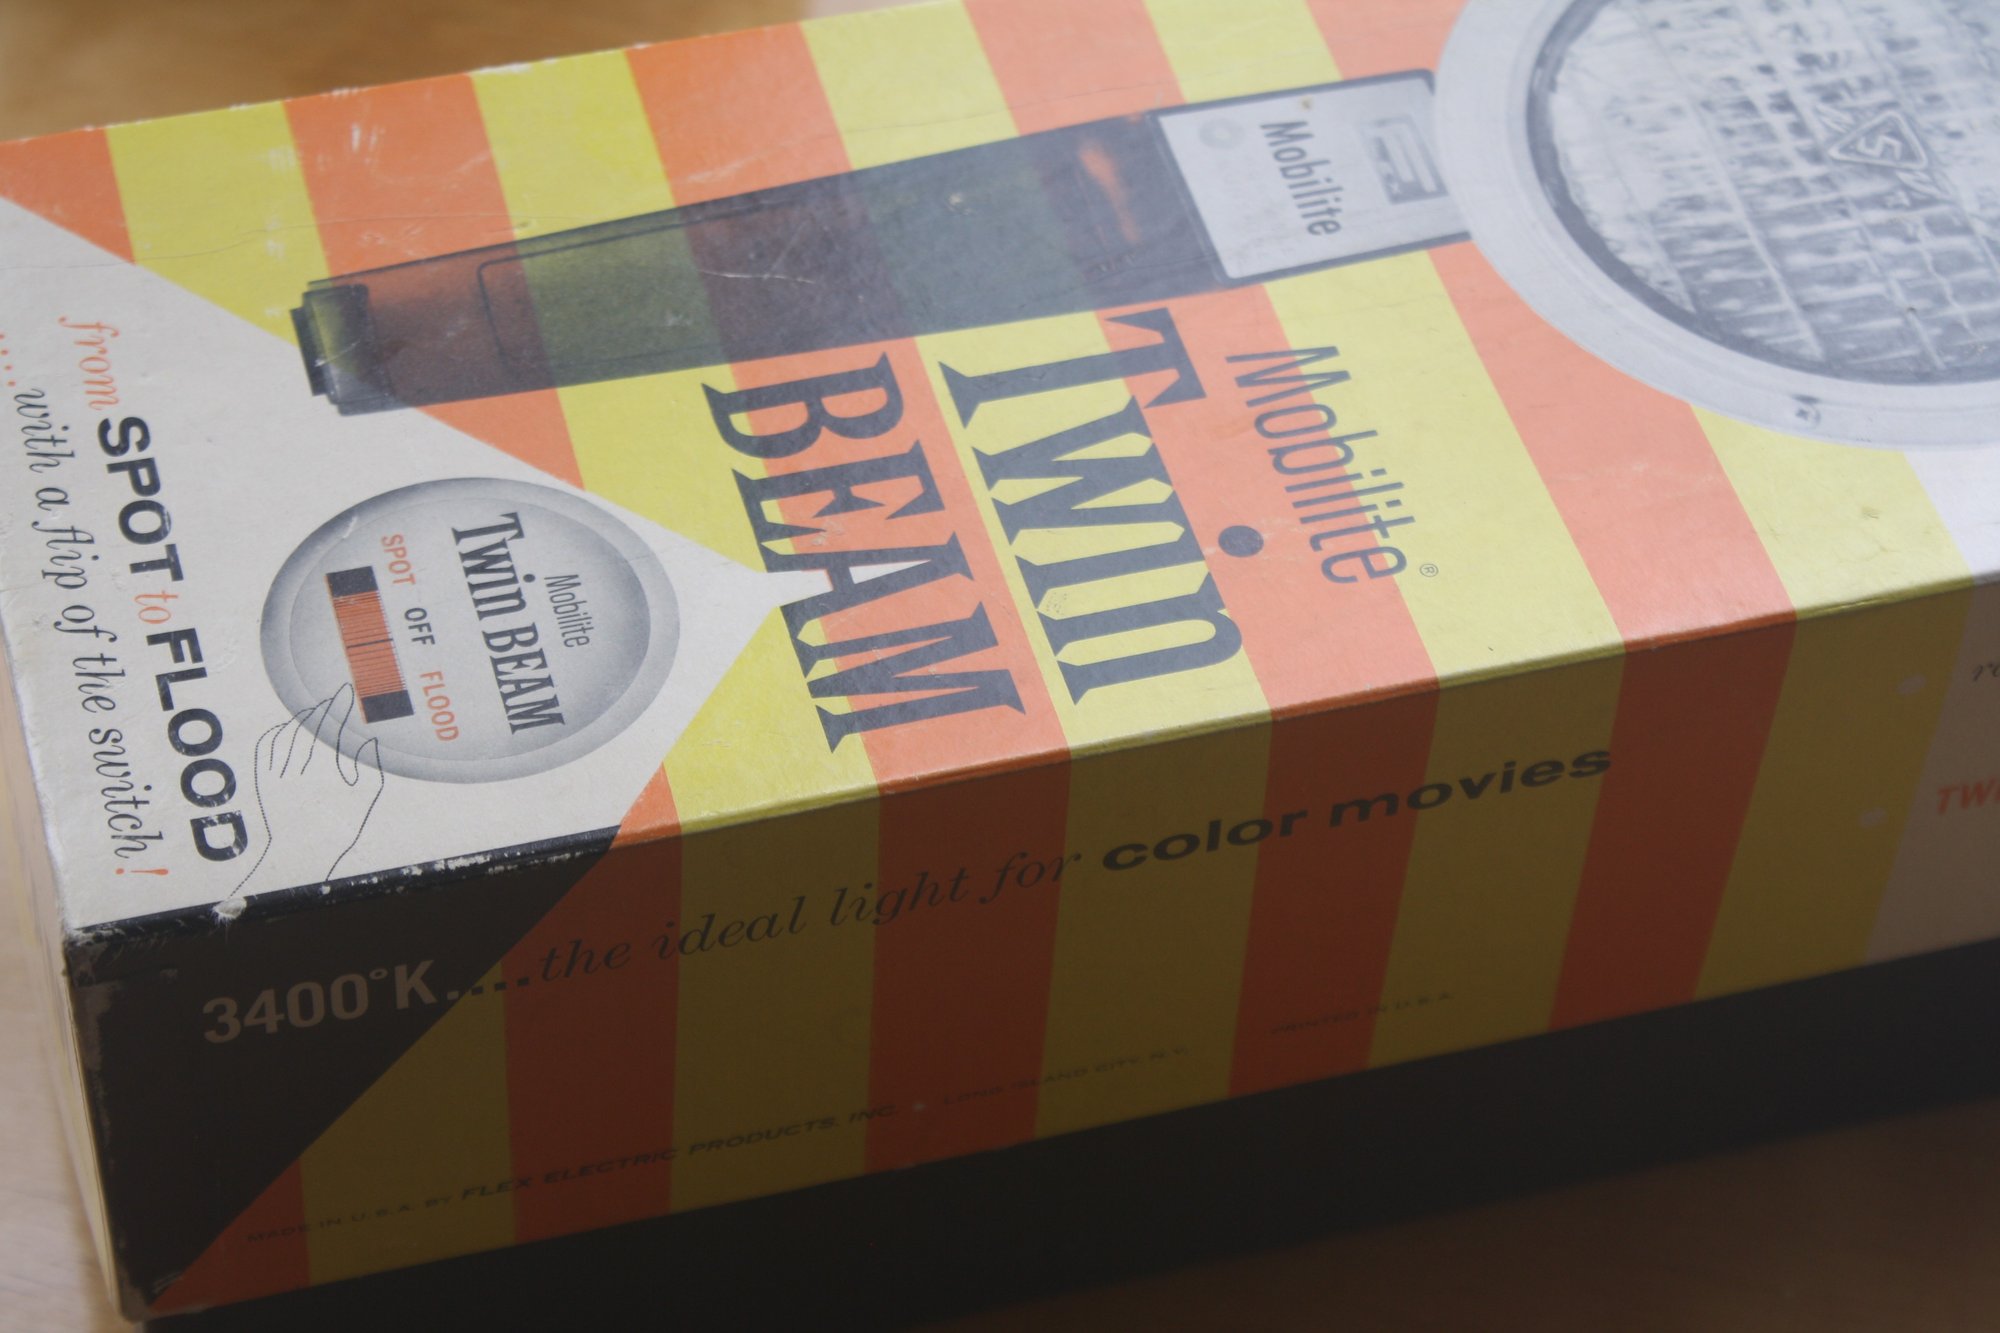 Mobilite
Mobilite®
Twin
BEAM
Mobilite
Twin BEAM
SPOT OFF FLOOD
from SPOT to FLOOD
.....with a flip of the switch!
3400°K....the ideal light for color movies
MADE IN U.S.A. BY FLEX ELECTRIC PRODUCTS, INC. • LONG ISLAND CITY, N.Y.
PRINTED IN U.S.A.